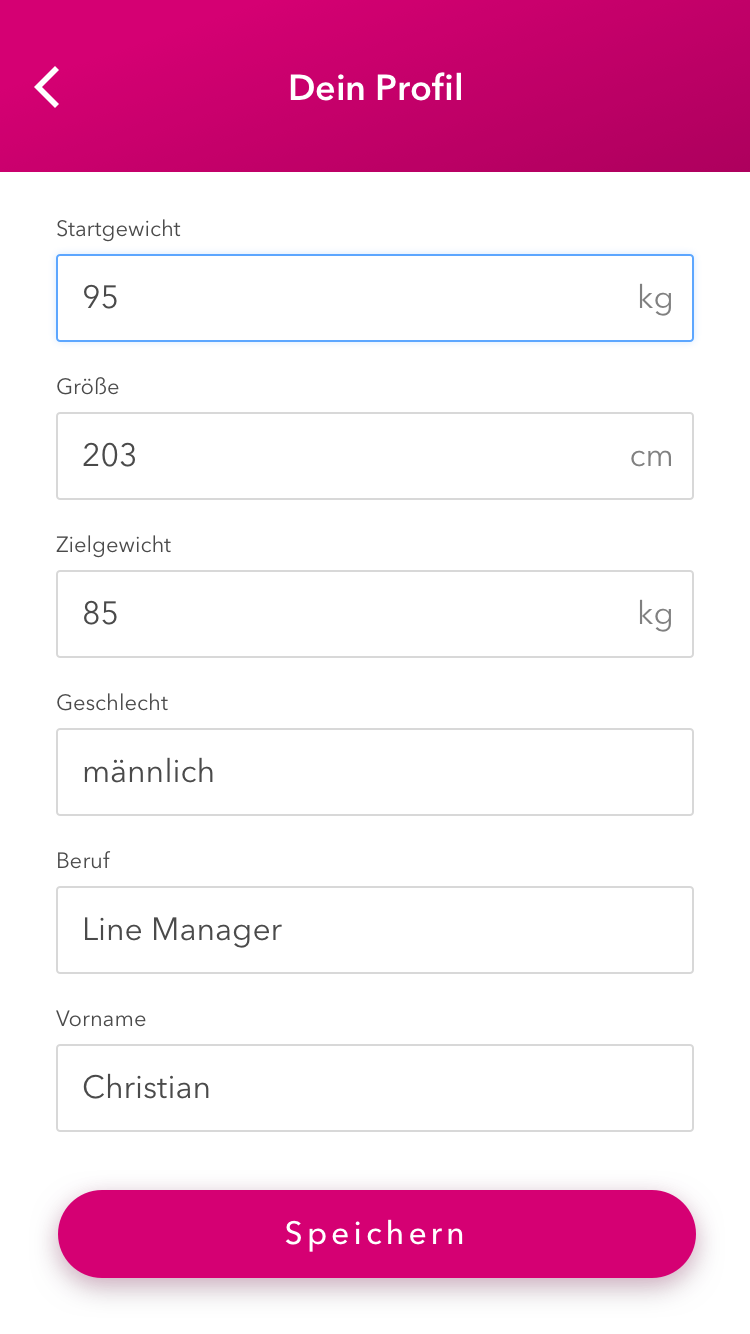 Dein Profil
Startgewicht
95 kg
Größe
203 cm
Zielgewicht
85 kg
Geschlecht
männlich
Beruf
Line Manager
Vorname
Christian
Speichern